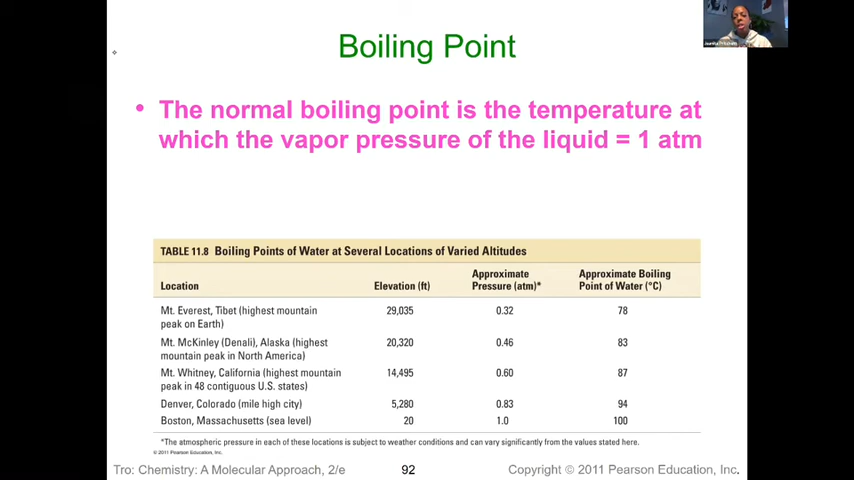 Boiling Point
• The normal boiling point is the temperature at
which the vapor pressure of the liquid = 1 atm
TABLE 11.8 Boiling Points of Water at Several Locations of Varied Altitudes
Location Elevation (ft) Approximate Pressure (atm)* Approximate Boiling Point of Water (°C)
Mt. Everest, Tibet (highest mountain 29,035 0.32 78
peak on Earth)
Mt. McKinley (Denali), Alaska (highest 20,320 0.46 83
mountain peak in North America)
Mt. Whitney, California (highest mountain 14,495 0.60 87
peak in 48 contiguous U.S. states)
Denver, Colorado (mile high city) 5,280 0.83 94
Boston, Massachusetts (sea level) 20 1.0 100
*The atmospheric pressure in each of these locations is subject to weather conditions and can vary significantly from the values stated here.
© 2011 Pearson Education, Inc.
Tro: Chemistry: A Molecular Approach, 2/e 92 Copyright © 2011 Pearson Education, Inc.